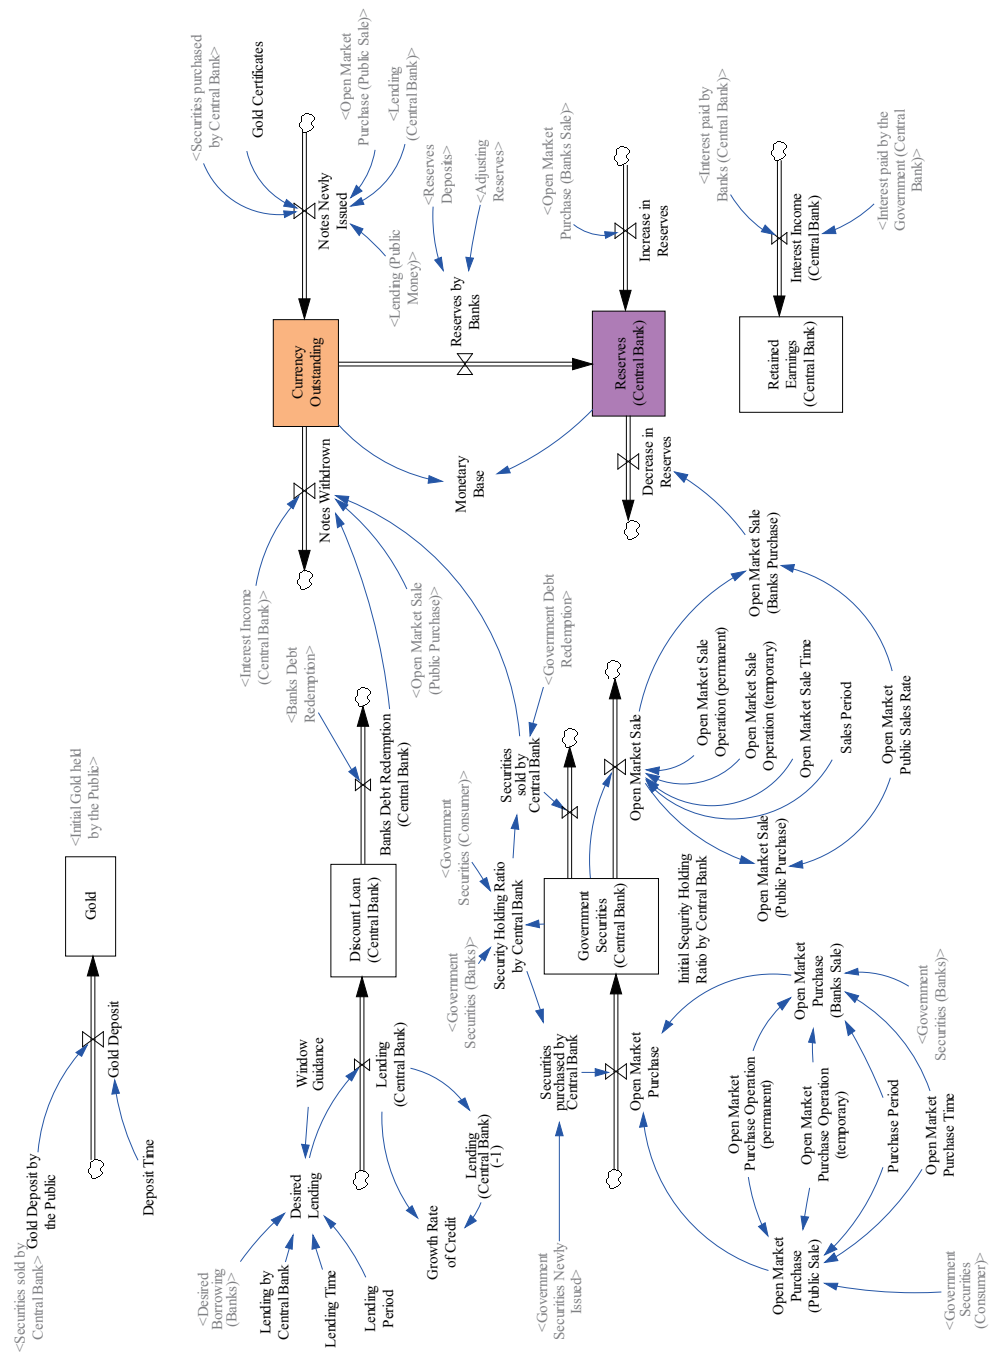 <Securities sold by
Central Bank>
Gold Deposit by
the Public
Deposit Time
Gold Deposit
Gold
<Initial Gold held
by the Public>
<Desired
Borrowing
(Banks)>
Lending by
Central Bank
Lending Time
Lending
Period
Desired
Lending
Window
Guidance
Lending
(Central Bank)
Growth Rate
of Credit
Lending
(Central Bank)
(-1)
Discount Loan
(Central Bank)
Banks Debt Redemption
(Central Bank)
<Banks Debt
Redemption>
<Interest Income
(Central Bank)>
<Open Market Sale
(Public Purchase)>
Notes Withdrown
Currency
Outstanding
Notes Newly
Issued
<Securities purchased
by Central Bank>
Gold Certificates
<Open Market
Purchase (Public Sale)>
<Lending
(Central Bank)>
<Lending (Public
Money)>
<Reserves
Deposits>
<Adjusting
Reserves>
Reserves by
Banks
Monetary
Base
<Government
Securities (Consumer)>
<Government
Securities (Banks)>
Security Holding Ratio
by Central Bank
Securities
sold by
Central Bank
<Government Debt
Redemption>
<Government
Securities Newly
Issued>
Securities
purchased by
Central Bank
Government
Securities
(Central Bank)
Open Market
Purchase
Open Market Sale
Initial Sequrity Holding
Ratio by Central Bank
Decrease in
Reserves
Reserves
(Central Bank)
Increase in
Reserves
<Open Market
Purchase (Banks Sale)>
Open Market Sale
Operation (permanent)
Open Market Sale
Operation (temporary)
Open Market Sale Time
Sales Period
Open Market
Public Sales Rate
Open Market Sale
(Public Purchase)
Open Market Sale
(Banks Purchase)
Open Market
Purchase Operation
(permanent)
Open Market
Purchase Operation
(temporary)
Purchase Period
Open Market
Purchase Time
Open Market
Purchase
(Public Sale)
Open Market
Purchase
(Banks Sale)
<Government
Securities
(Consumer)>
<Government
Securities (Banks)>
Retained
Earnings
(Central Bank)
Interest Income
(Central Bank)
<Interest paid by
Banks (Central Bank)>
<Interest paid by the
Government (Central
Bank)>